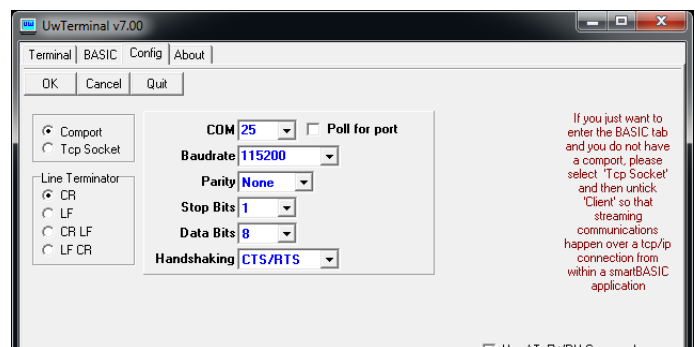 UwTerminal v7.00
Terminal BASIC Config About
OK Cancel Quit
Comport
Tcp Socket
Line Terminator
CR
LF
CR LF
LF CR
COM 25 Poll for port
Baudrate 115200
Parity None
Stop Bits 1
Data Bits 8
Handshaking CTS/RTS
If you just want to
enter the BASIC tab
and you do not have
a comport, please
select 'Tcp Socket'
and then untick
'Client' so that
streaming
communications
happen over a tcp/ip
connection from
within a smartBASIC
application